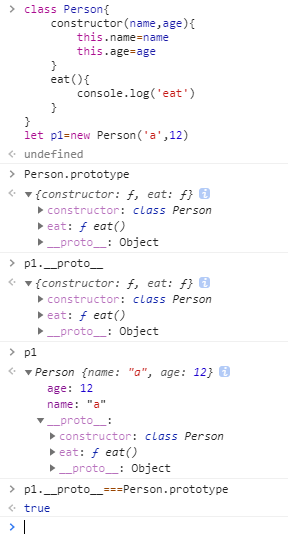 > class Person{
constructor(name,age){
this.name=name
this.age=age
}
eat(){
console.log('eat')
}
}
let p1=new Person('a',12)
undefined
> Person.prototype
▼{constructor: ƒ, eat: ƒ} i
▶constructor: class Person
▶eat: ƒ eat()
▶__proto__: Object
> p1.__proto__
▼{constructor: ƒ, eat: ƒ} i
▶constructor: class Person
▶eat: ƒ eat()
▶__proto__: Object
> p1
▼Person {name: "a", age: 12} i
age: 12
name: "a"
▼__proto__:
▶constructor: class Person
▶eat: ƒ eat()
▶__proto__: Object
> p1.__proto__===Person.prototype
true
>